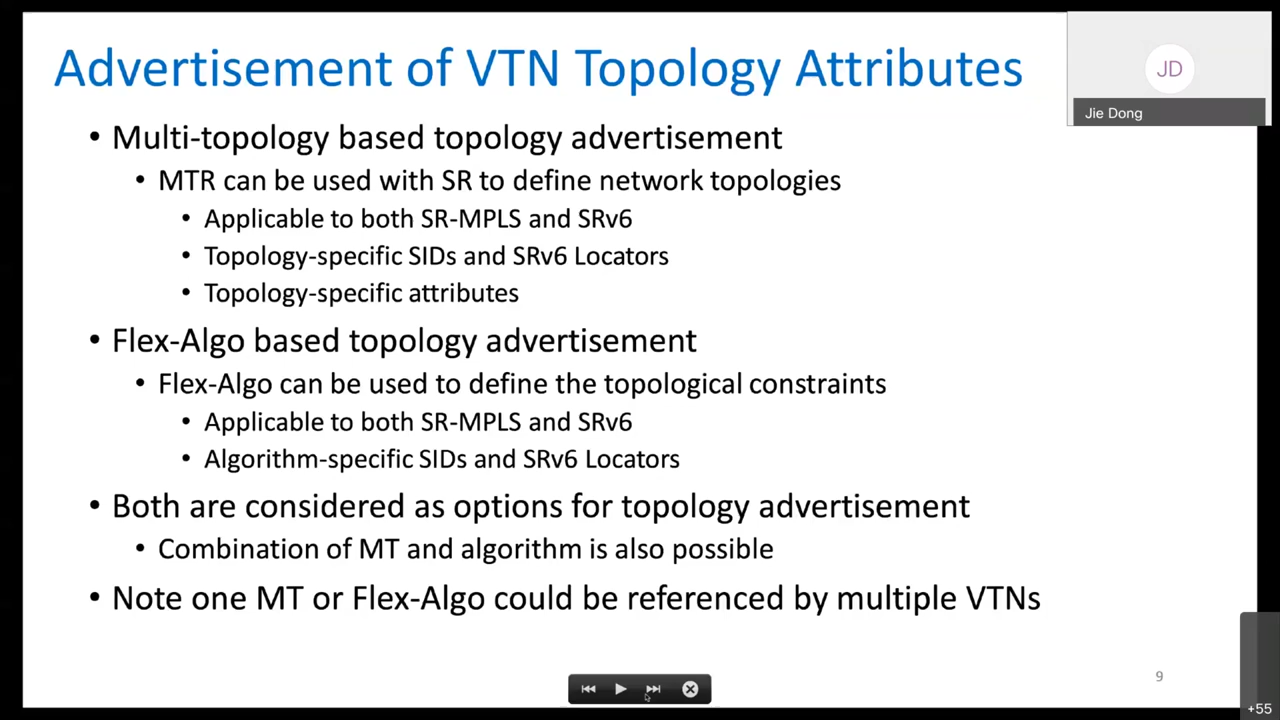 Advertisement of VTN Topology Attributes
JD
Jie Dong
• Multi-topology based topology advertisement
• MTR can be used with SR to define network topologies
• Applicable to both SR-MPLS and SRv6
• Topology-specific SIDs and SRv6 Locators
• Topology-specific attributes
• Flex-Algo based topology advertisement
• Flex-Algo can be used to define the topological constraints
• Applicable to both SR-MPLS and SRv6
• Algorithm-specific SIDs and SRv6 Locators
• Both are considered as options for topology advertisement
• Combination of MT and algorithm is also possible
• Note one MT or Flex-Algo could be referenced by multiple VTNs
9
+55